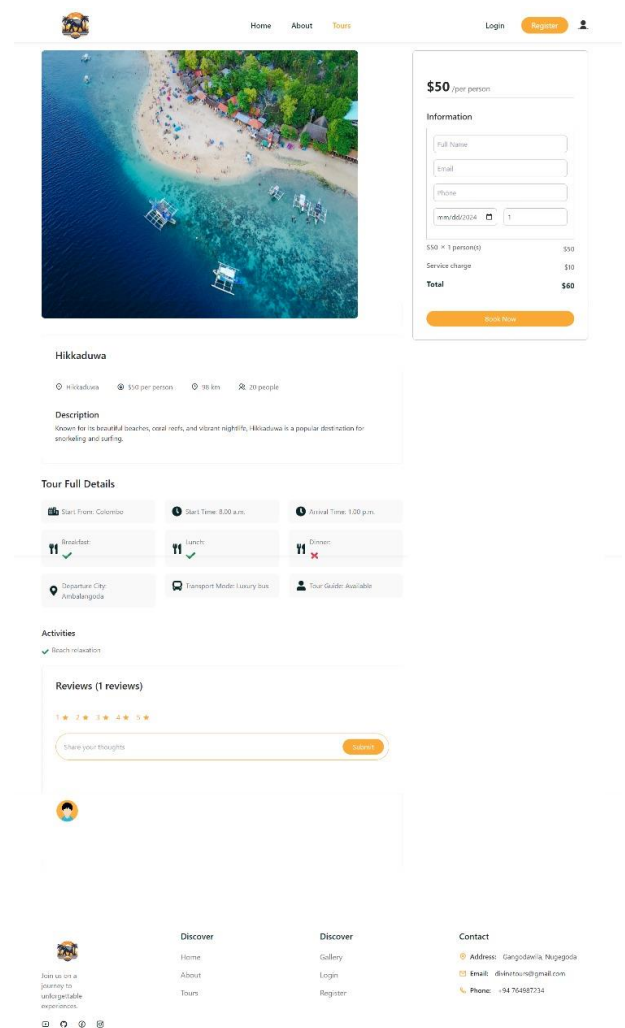 Home About Tours Login Register
$50 /per person
Information
Full Name
Email
Phone
mm/dd/2024 1
$50 × 1 person(s) $50
Service charge $10
Total $60
Book Now
Hikkaduwa
Hikkaduwa $50 per person 98 km 20 people
Description
Known for its beautiful beaches, coral reefs, and vibrant nightlife, Hikkaduwa is a popular destination for
snorkeling and surfing.
Tour Full Details
Start From: Colombo Start Time: 8.00 a.m. Arrival Time: 1.00 p.m.
Breakfast: Lunch: Dinner:
Departure City:
Ambalangoda
Transport Mode: Luxury bus Tour Guide: Available
Activities
Beach relaxation
Reviews (1 reviews)
1 2 3 4 5
Share your thoughts Submit
Join us on a
journey to
unforgettable
experiences.
Discover
Home
About
Tours
Discover
Gallery
Login
Register
Contact
Address: Gangodawila, Nugegoda
Email: divinetours@gmail.com
Phone: +94 764987234